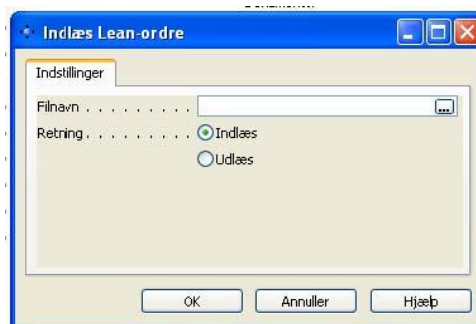 Indlæs Lean-ordre
Indstillinger
Filnavn . . . . . . . . . . ...
Retning . . . . . . . . . Indlæs
Udlæs
OK Annuller Hjælp